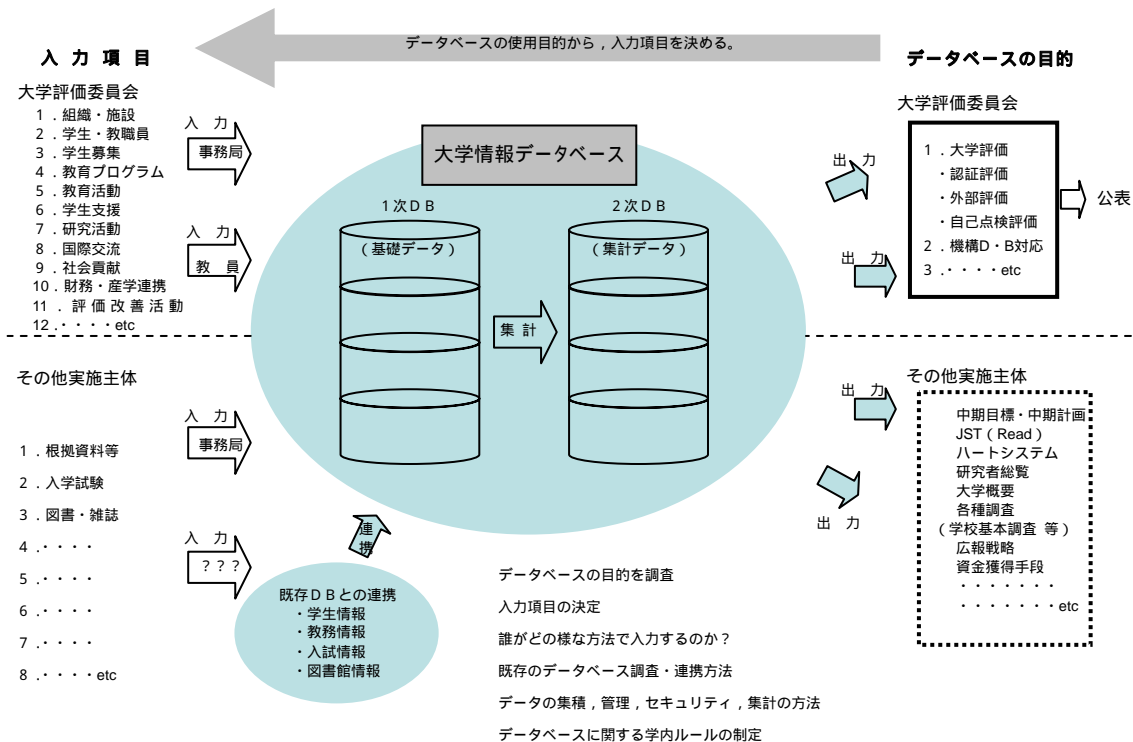 データベースの使用目的から，入力項目を決める。
入 力 項 目
大学評価委員会
1．組織・施設
2．学生・教職員
3．学生募集
4．教育プログラム
5．教育活動
6．学生支援
7．研究活動
8．国際交流
9．社会貢献
10．財務・産学連携
11．評価改善活動
12．・・・・etc
入 力
事務局
入 力
教 員
大学情報データベース
1次ＤＢ
（基礎データ）
集 計
2次ＤＢ
（集計データ）
出 力
出 力
データベースの目的
大学評価委員会
1．大学評価
・認証評価
・外部評価
・自己点検評価
2．機構D・B対応
3．・・・・etc
公表
その他実施主体
1．根拠資料等
2．入学試験
3．図書・雑誌
4．・・・・
5．・・・・
6．・・・・
7．・・・・
8．・・・・etc
入 力
事務局
入 力
？？？
連携
既存ＤＢとの連携
・学生情報
・教務情報
・入試情報
・図書館情報
データベースの目的を調査
入力項目の決定
誰がどの様な方法で入力するのか？
既存のデータベース調査・連携方法
データの集積，管理，セキュリティ，集計の方法
データベースに関する学内ルールの制定
出 力
出 力
その他実施主体
中期目標・中期計画
JST（Read）
ハートシステム
研究者総覧
大学概要
各種調査
（学校基本調査 等）
広報戦略
資金獲得手段
・・・・・・・
・・・・・・・etc